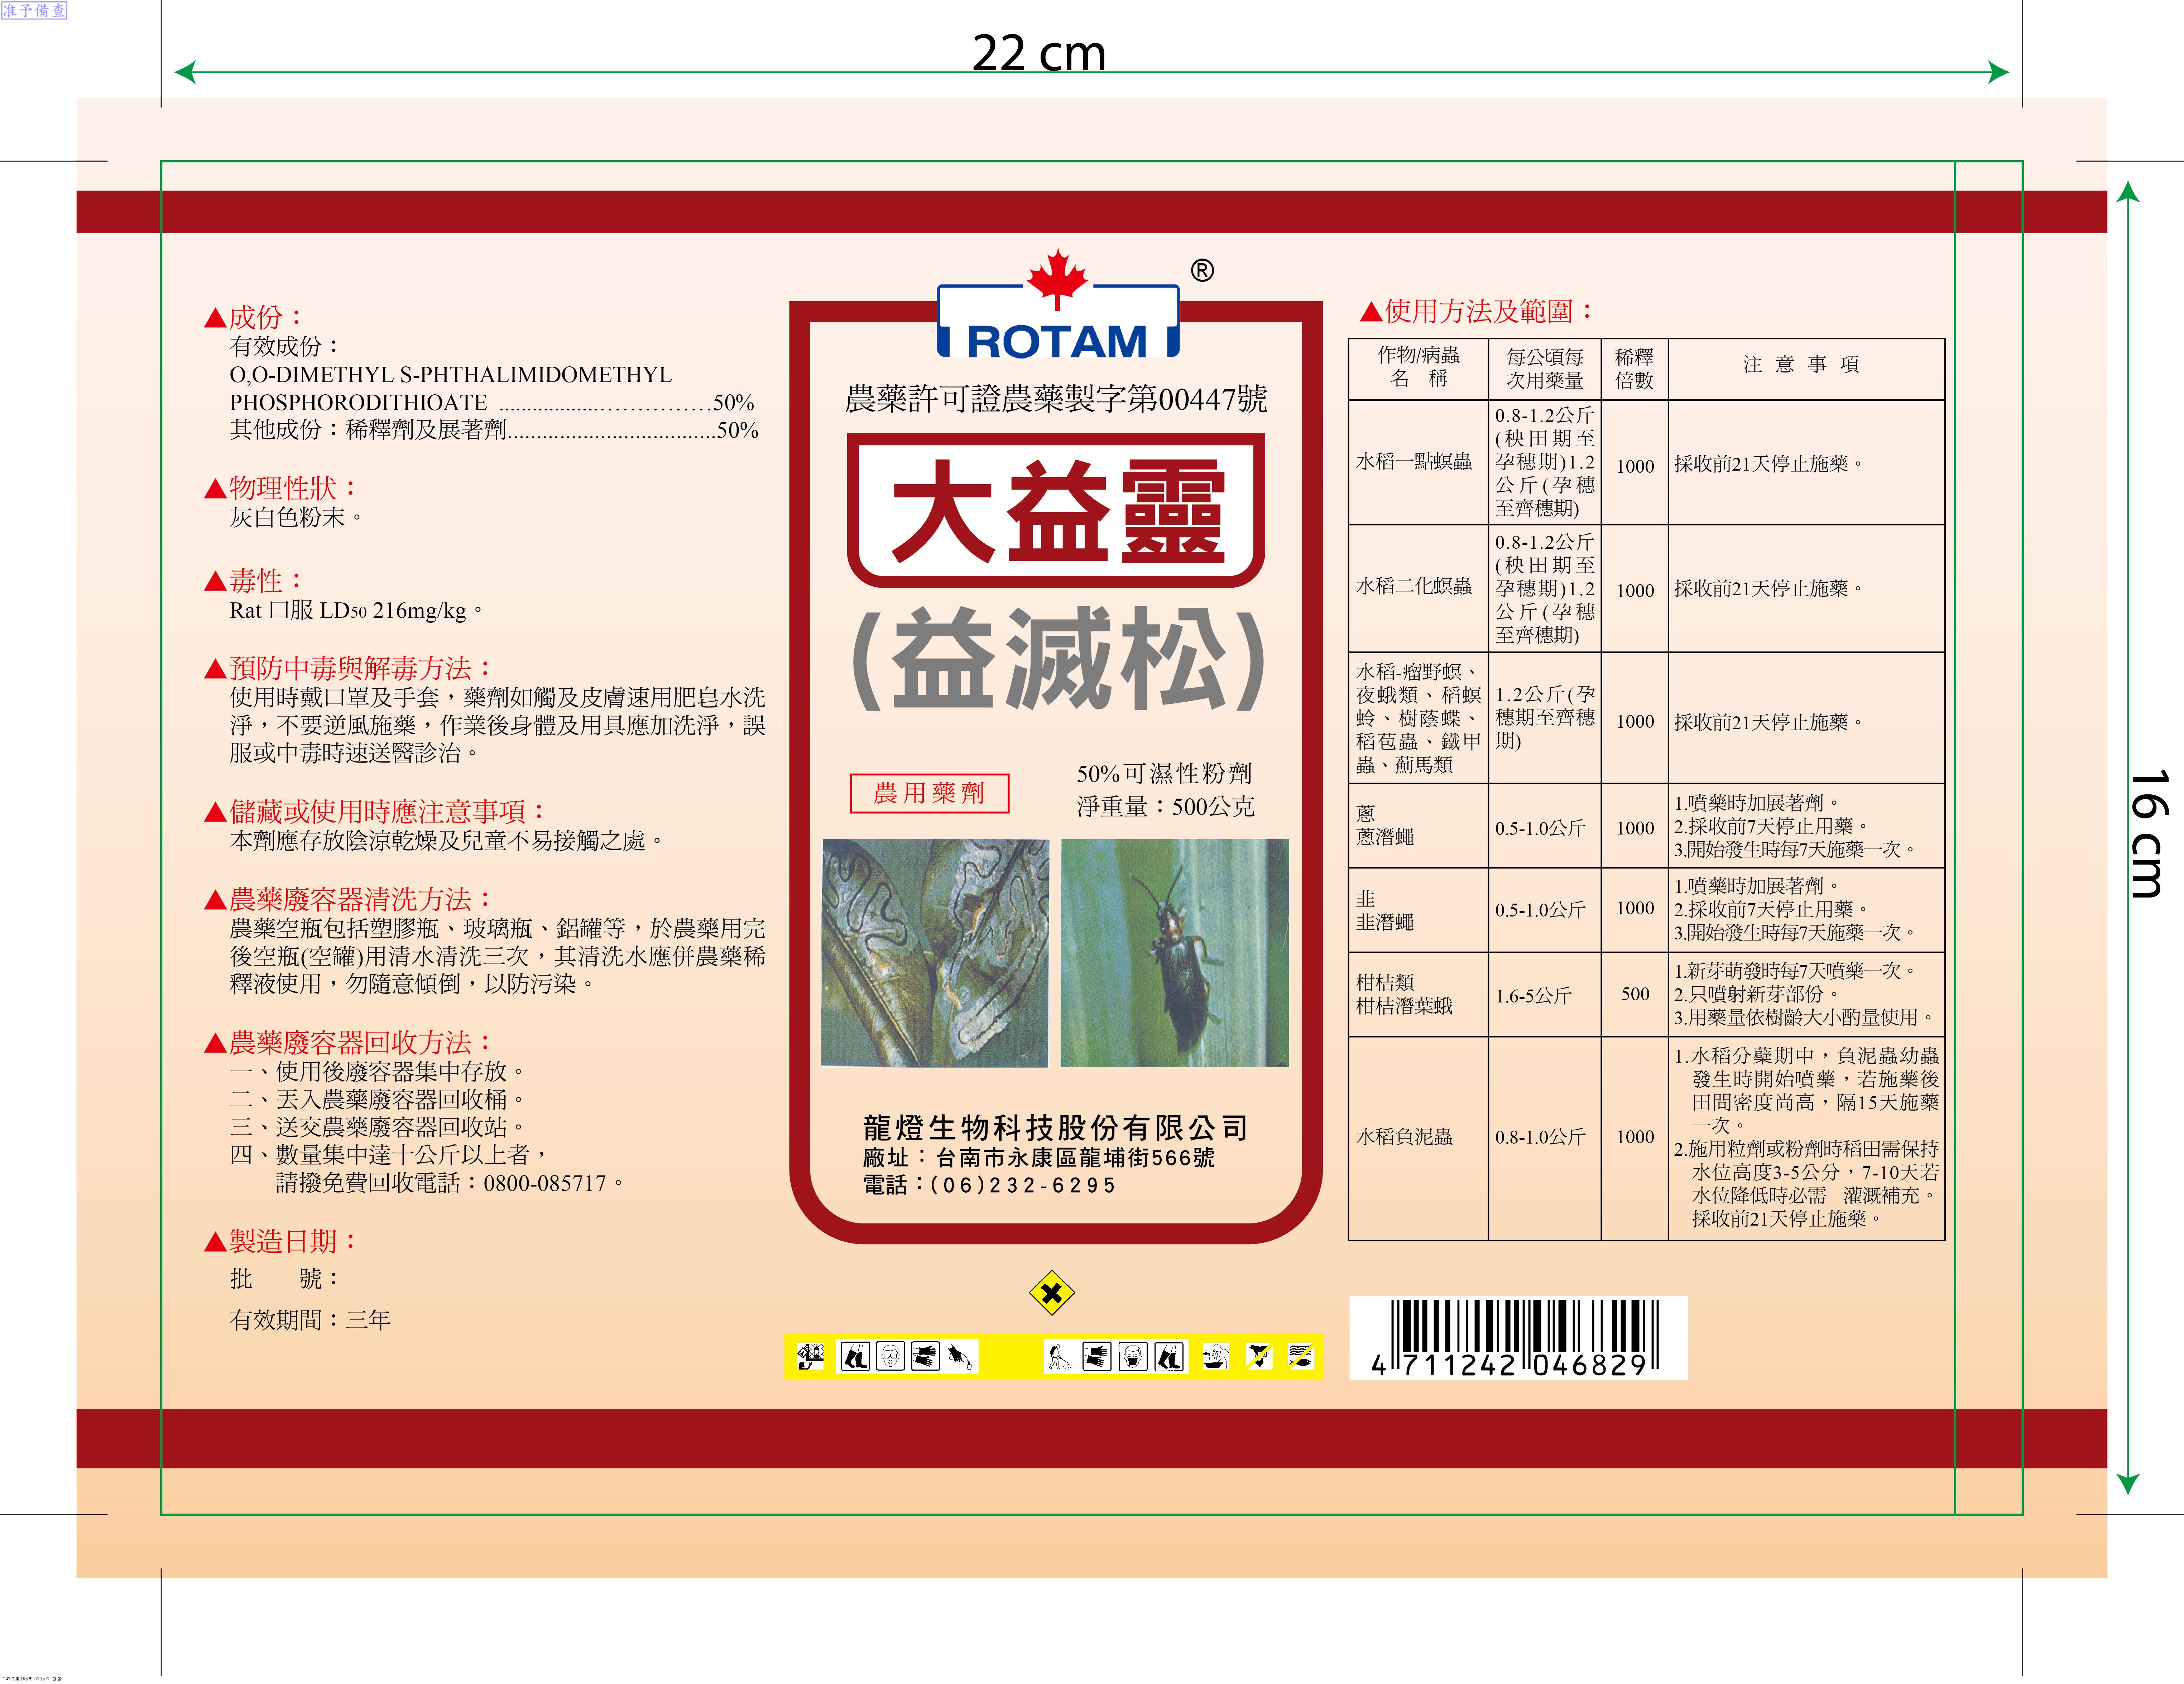 准予備查
22 cm
16 cm
▲成份：
有效成份：
O,O-DIMETHYL S-PHTHALIMIDOMETHYL
PHOSPHORODITHIOATE ..................……………50%
其他成份：稀釋劑及展著劑....................................50%
▲物理性狀：
灰白色粉末。
▲毒性：
Rat 口服 LD50 216mg/kg。
▲預防中毒與解毒方法：
使用時戴口罩及手套，藥劑如觸及皮膚速用肥皂水洗
淨，不要逆風施藥，作業後身體及用具應加洗淨，誤
服或中毒時速送醫診治。
▲儲藏或使用時應注意事項：
本劑應存放陰涼乾燥及兒童不易接觸之處。
▲農藥廢容器清洗方法：
農藥空瓶包括塑膠瓶、玻璃瓶、鋁罐等，於農藥用完
後空瓶(空罐)用清水清洗三次，其清洗水應併農藥稀
釋液使用，勿隨意傾倒，以防污染。
▲農藥廢容器回收方法：
一、使用後廢容器集中存放。
二、丟入農藥廢容器回收桶。
三、送交農藥廢容器回收站。
四、數量集中達十公斤以上者，
請撥免費回收電話：0800-085717。
▲製造日期：
批　　號：
有效期間：三年
®
ROTAM
農藥許可證農藥製字第00447號
大益靈
(益滅松)
農用藥劑
50%可濕性粉劑
淨重量：500公克
龍燈生物科技股份有限公司
廠址：台南市永康區龍埔街566號
電話：(06)232-6295
▲使用方法及範圍：
作物/病蟲
名　稱
每公頃每
次用藥量
稀釋
倍數
注 意 事 項
水稻一點螟蟲
0.8-1.2公斤
(秧田期至
孕穗期)1.2
公斤(孕穗
至齊穗期)
1000
採收前21天停止施藥。
水稻二化螟蟲
0.8-1.2公斤
(秧田期至
孕穗期)1.2
公斤(孕穗
至齊穗期)
1000
採收前21天停止施藥。
水稻-瘤野螟、
夜蛾類、稻螟
蛉、樹蔭蝶、
稻苞蟲、鐵甲
蟲、薊馬類
1.2公斤(孕
穗期至齊穗
期)
1000
採收前21天停止施藥。
蔥
蔥潛蠅
0.5-1.0公斤
1000
1.噴藥時加展著劑。
2.採收前7天停止用藥。
3.開始發生時每7天施藥一次。
韭
韭潛蠅
0.5-1.0公斤
1000
1.噴藥時加展著劑。
2.採收前7天停止用藥。
3.開始發生時每7天施藥一次。
柑桔類
柑桔潛葉蛾
1.6-5公斤
500
1.新芽萌發時每7天噴藥一次。
2.只噴射新芽部份。
3.用藥量依樹齡大小酌量使用。
水稻負泥蟲
0.8-1.0公斤
1000
1.水稻分蘗期中，負泥蟲幼蟲
發生時開始噴藥，若施藥後
田間密度尚高，隔15天施藥
一次。
2.施用粒劑或粉劑時稻田需保持
水位高度3-5公分，7-10天若
水位降低時必需　灌溉補充。
採收前21天停止施藥。
4 711242 046829